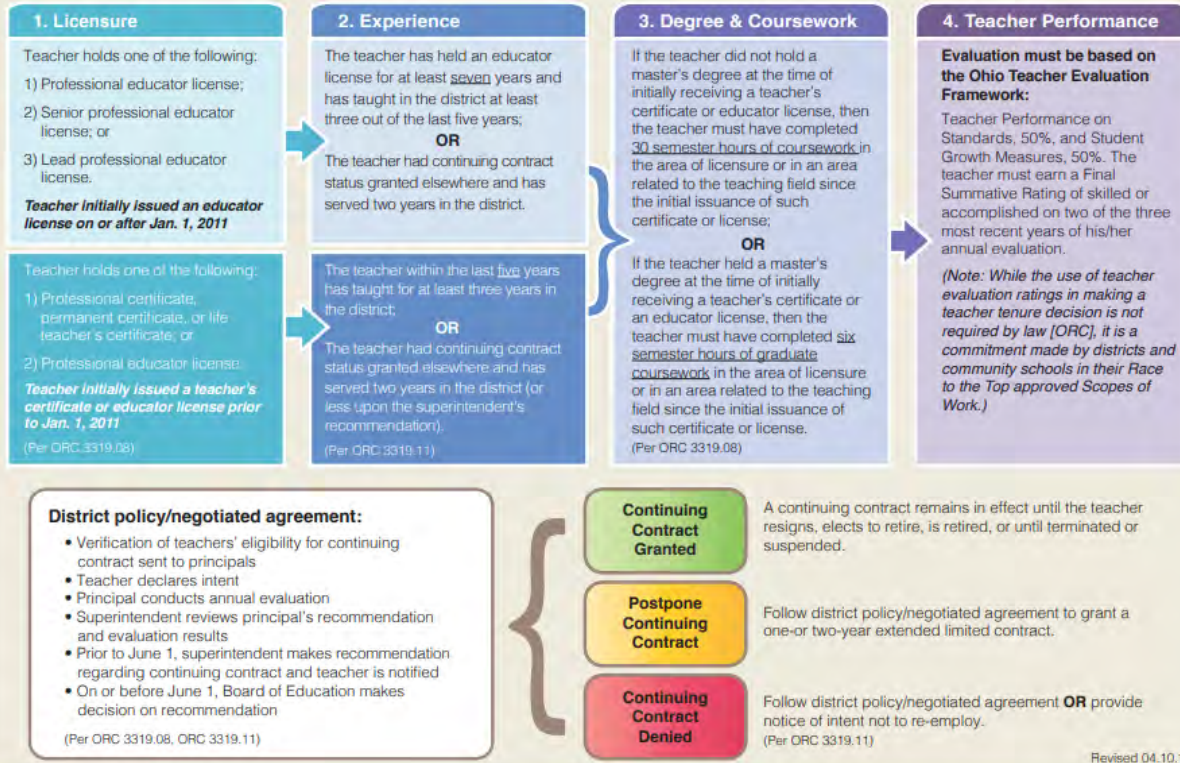 1. Licensure
Teacher holds one of the following:
1) Professional educator license;
2) Senior professional educator
license; or
3) Lead professional educator
license.
Teacher initially issued an educator
license on or after Jan. 1, 2011
Teacher holds one of the following:
1) Professional certificate,
permanent certificate, or life
teacher's certificate; or
2) Professional educator license.
Teacher initially issued a teacher's
certificate or educator license prior
to Jan. 1, 2011
(Per ORC 3319.08)
2. Experience
The teacher has held an educator
license for at least seven years and
has taught in the district at least
three out of the last five years;
OR
The teacher had continuing contract
status granted elsewhere and has
served two years in the district.
The teacher within the last five years
has taught for at least three years in
the district;
OR
The teacher had continuing contract
status granted elsewhere and has
served two years in the district (or
less upon the superintendent's
recommendation).
(Per ORC 3319.11)
3. Degree & Coursework
If the teacher did not hold a
master's degree at the time of
initially receiving a teacher's
certificate or educator license, then
the teacher must have completed
30 semester hours of coursework in
the area of licensure or in an area
related to the teaching field since
the initial issuance of such
certificate or license;
OR
If the teacher held a master's
degree at the time of initially
receiving a teacher's certificate or
an educator license, then the
teacher must have completed six
semester hours of graduate
coursework in the area of licensure
or in an area related to the teaching
field since the initial issuance of
such certificate or license.
(Per ORC 3319.08)
4. Teacher Performance
Evaluation must be based on
the Ohio Teacher Evaluation
Framework:
Teacher Performance on
Standards, 50%, and Student
Growth Measures, 50%. The
teacher must earn a Final
Summative Rating of skilled or
accomplished on two of the three
most recent years of his/her
annual evaluation.
(Note: While the use of teacher
evaluation ratings in making a
teacher tenure decision is not
required by law [ORC], it is a
commitment made by districts and
community schools in their Race
to the Top approved Scopes of
Work.)
District policy/negotiated agreement:
• Verification of teachers' eligibility for continuing
contract sent to principals
• Teacher declares intent
• Principal conducts annual evaluation
• Superintendent reviews principal's recommendation
and evaluation results
• Prior to June 1, superintendent makes recommendation
regarding continuing contract and teacher is notified
• On or before June 1, Board of Education makes
decision on recommendation
(Per ORC 3319.08, ORC 3319.11)
Continuing
Contract
Granted
A continuing contract remains in effect until the teacher
resigns, elects to retire, is retired, or until terminated or
suspended.
Postpone
Continuing
Contract
Follow district policy/negotiated agreement to grant a
one-or two-year extended limited contract.
Continuing
Contract
Denied
Follow district policy/negotiated agreement OR provide
notice of intent not to re-employ.
(Per ORC 3319.11)
Revised 04.10.1